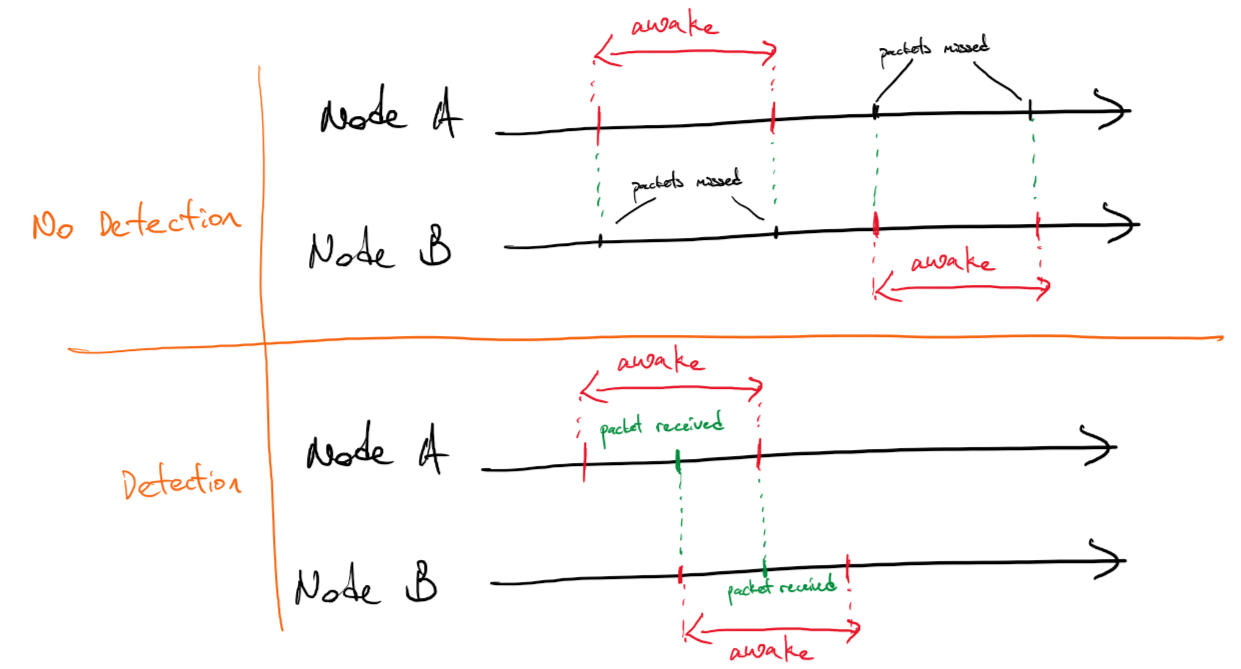 awake
packets missed
Node A
packets missed
No Detection
Node B
awake
awake
packet received
Node A
Detection
Node B
packet received
awake